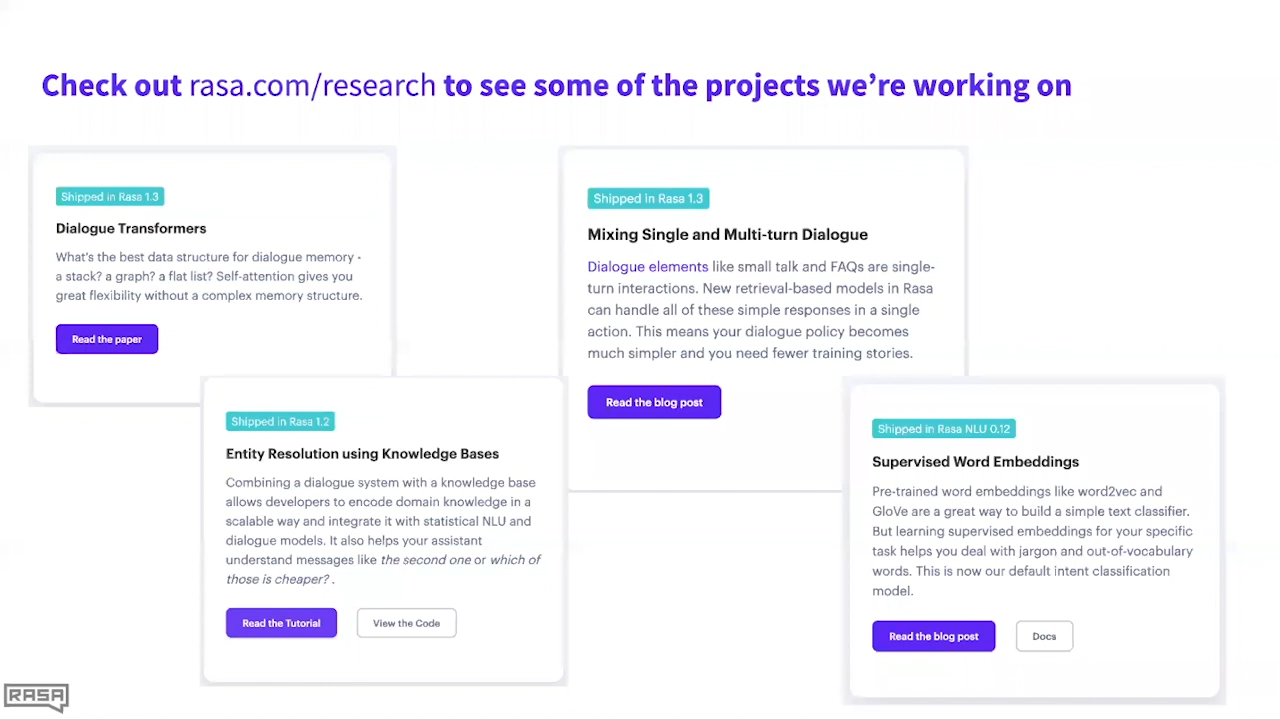 Check out rasa.com/research to see some of the projects we're working on
Shipped in Rasa 1.3
Dialogue Transformers
What's the best data structure for dialogue memory -
a stack? a graph? a flat list? Self-attention gives you
great flexibility without a complex memory structure.
Read the paper
Shipped in Rasa 1.3
Mixing Single and Multi-turn Dialogue
Dialogue elements like small talk and FAQs are single-
turn interactions. New retrieval-based models in Rasa
can handle all of these simple responses in a single
action. This means your dialogue policy becomes
much simpler and you need fewer training stories.
Read the blog post
Shipped in Rasa 1.2
Entity Resolution using Knowledge Bases
Combining a dialogue system with a knowledge base
allows developers to encode domain knowledge in a
scalable way and integrate it with statistical NLU and
dialogue models. It also helps your assistant
understand messages like the second one or which of
those is cheaper? .
Read the Tutorial View the Code
Shipped in Rasa NLU 0.12
Supervised Word Embeddings
Pre-trained word embeddings like word2vec and
GloVe are a great way to build a simple text classifier.
But learning supervised embeddings for your specific
task helps you deal with jargon and out-of-vocabulary
words. This is now our default intent classification
model.
Read the blog post Docs
RASA